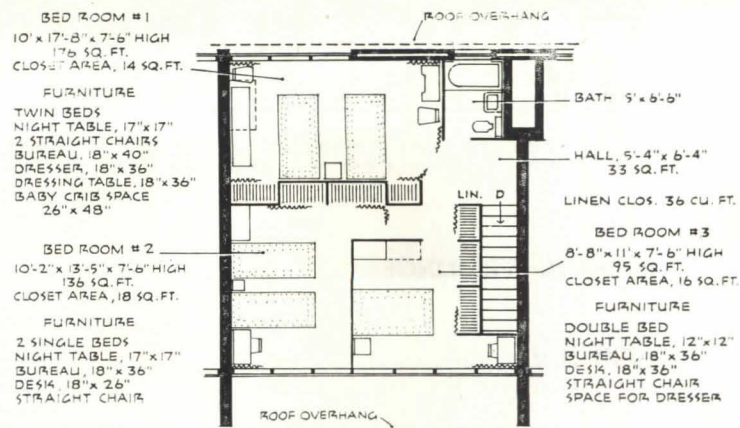 BED ROOM #1
10' x 17'-8" x 7'-6" HIGH
176 SQ. FT.
CLOSET AREA, 14 SQ. FT.
FURNITURE
TWIN BEDS
NIGHT TABLE, 17" x 17"
2 STRAIGHT CHAIRS
BUREAU, 18" x 40"
DRESSER, 18" x 36"
DRESSING TABLE, 18" x 36"
BABY CRIB SPACE
26" x 48"
BED ROOM #2
10'-2" x 13'-5" x 7'-6" HIGH
136 SQ. FT.
CLOSET AREA, 18 SQ. FT.
FURNITURE
2 SINGLE BEDS
NIGHT TABLE, 17" x 17"
BUREAU, 18" x 36"
DESK, 18" x 26"
STRAIGHT CHAIR
ROOF OVERHANG
LIN. D
ROOF OVERHANG
BATH 5' x 6'-6"
HALL, 5'-4" x 6'-4"
33 SQ. FT.
LINEN CLOS. 36 CU. FT.
BED ROOM #3
8'-8" x 11' x 7'-6" HIGH
95 SQ. FT.
CLOSET AREA, 16 SQ. FT.
FURNITURE
DOUBLE BED
NIGHT TABLE, 12" x 12"
BUREAU, 18" x 36"
DESK, 18" x 36"
STRAIGHT CHAIR
SPACE FOR DRESSER